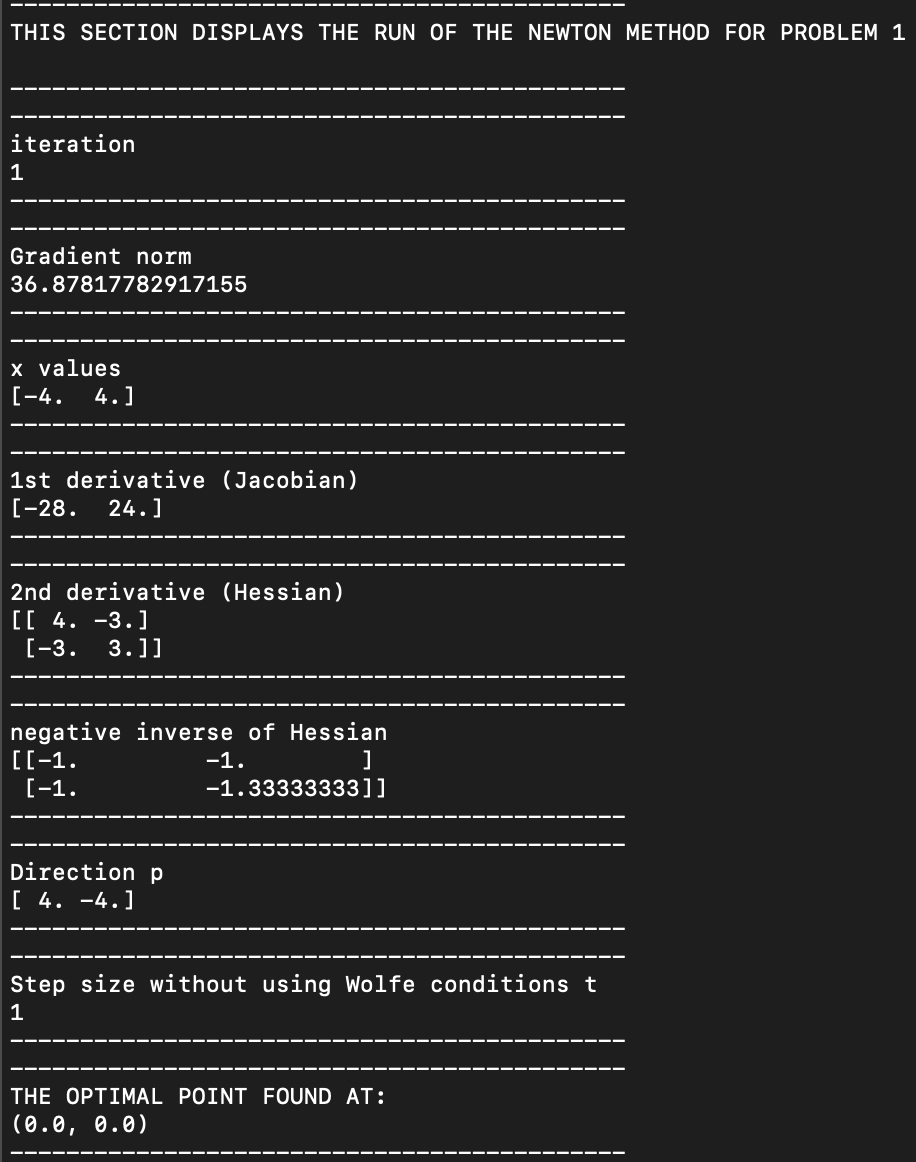 --------------------------------------------
THIS SECTION DISPLAYS THE RUN OF THE NEWTON METHOD FOR PROBLEM 1

--------------------------------------------
--------------------------------------------
iteration
1
--------------------------------------------
--------------------------------------------
Gradient norm
36.87817782917155
--------------------------------------------
--------------------------------------------
x values
[-4.  4.]
--------------------------------------------
--------------------------------------------
1st derivative (Jacobian)
[-28.  24.]
--------------------------------------------
--------------------------------------------
2nd derivative (Hessian)
[[ 4. -3.]
 [-3.  3.]]
--------------------------------------------
--------------------------------------------
negative inverse of Hessian
[[-1.         -1.        ]
 [-1.         -1.33333333]]
--------------------------------------------
--------------------------------------------
Direction p
[ 4. -4.]
--------------------------------------------
--------------------------------------------
Step size without using Wolfe conditions t
1
--------------------------------------------
--------------------------------------------
THE OPTIMAL POINT FOUND AT:
(0.0, 0.0)
--------------------------------------------